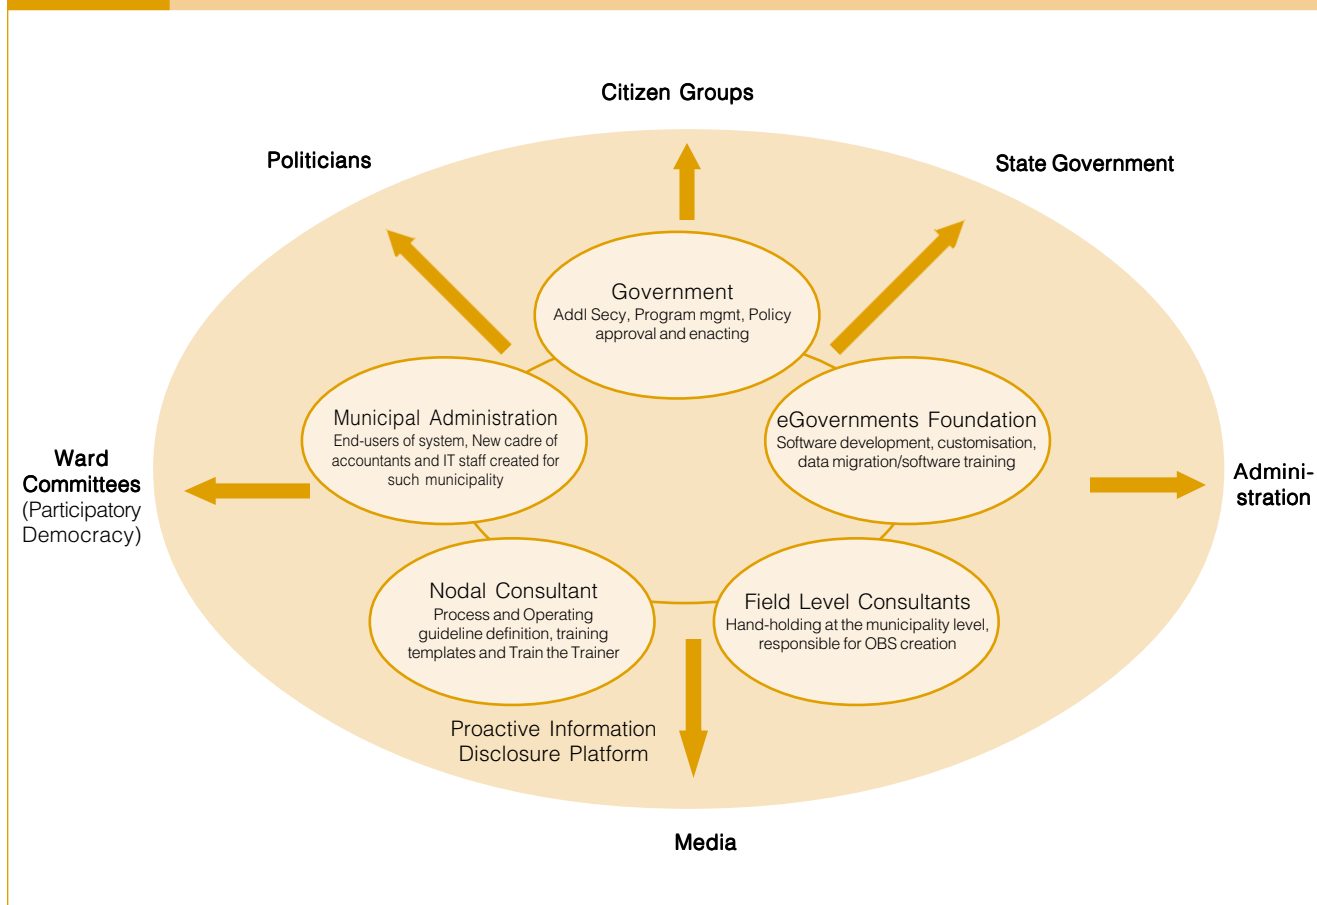 Citizen Groups
Politicians
State Government
Government
Addl Secy, Program mgmt, Policy
approval and enacting
Municipal Administration
End-users of system, New cadre of
accountants and IT staff created for
such municipality
eGovernments Foundation
Software development, customisation,
data migration/software training
Ward
Committees
(Participatory
Democracy)
Admini-
stration
Nodal Consultant
Process and Operating
guideline definition, training
templates and Train the Trainer
Field Level Consultants
Hand-holding at the municipality level,
responsible for OBS creation
Proactive Information
Disclosure Platform
Media